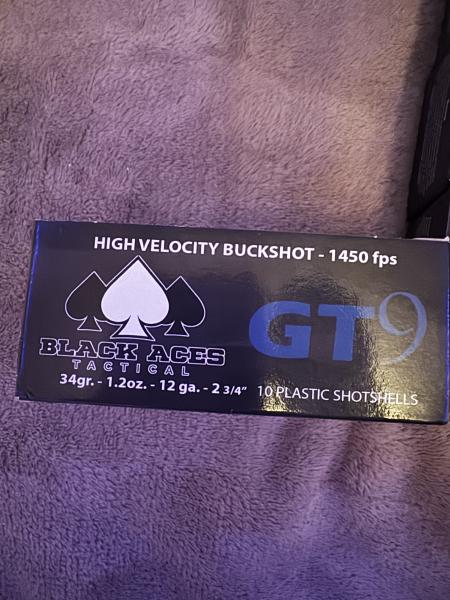 HIGH VELOCITY BUCKSHOT - 1450 fps
GT9
BLACK ACES
TACTICAL
34gr. - 1.2oz. - 12 ga. - 2 3/4" 10 PLASTIC SHOTSHELLS